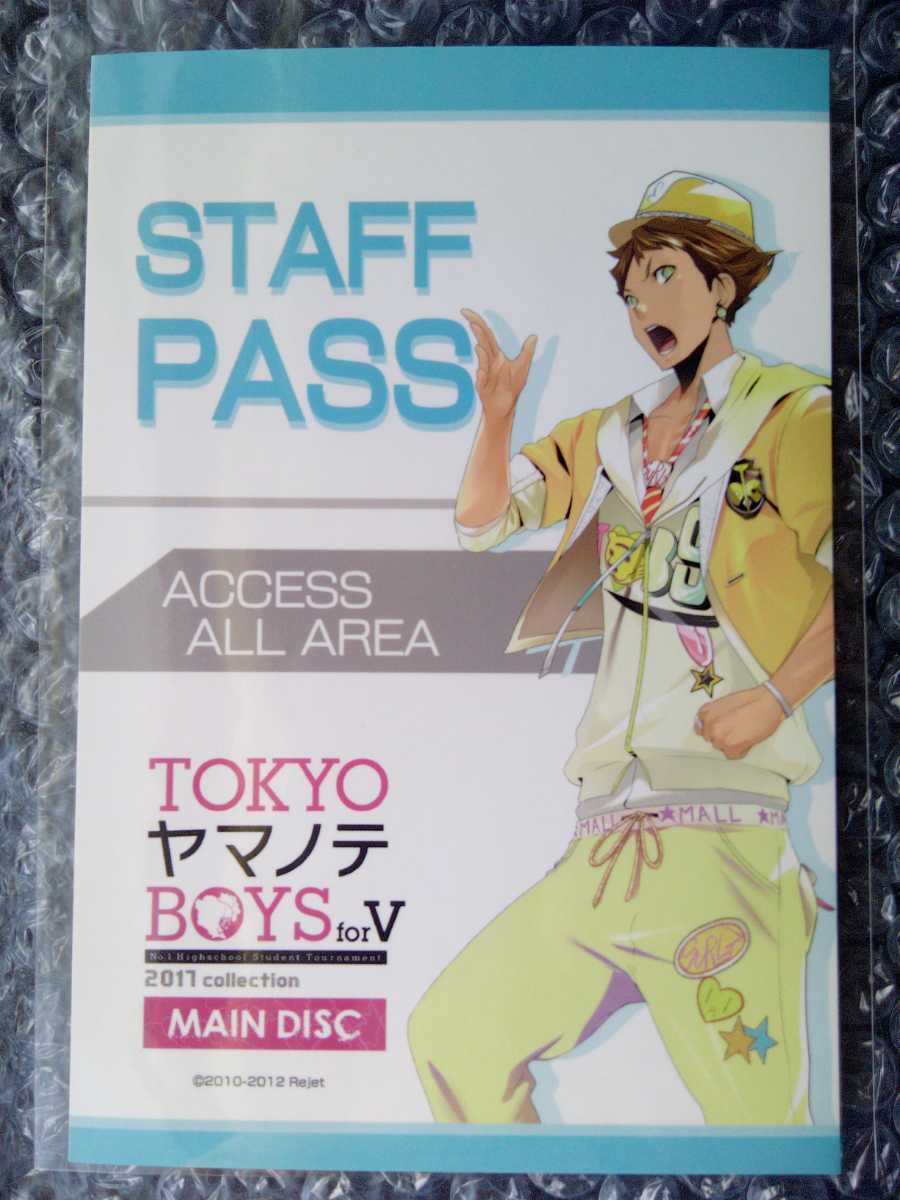 STAFF
PASS
ACCESS
ALL AREA
TOKYO
ヤマノテ
BOYS for V
No.1 Highschool Student Tournament
2011 collection
MAIN DISC
©2010-2012 Rejet
MALL ★MALL ★MA